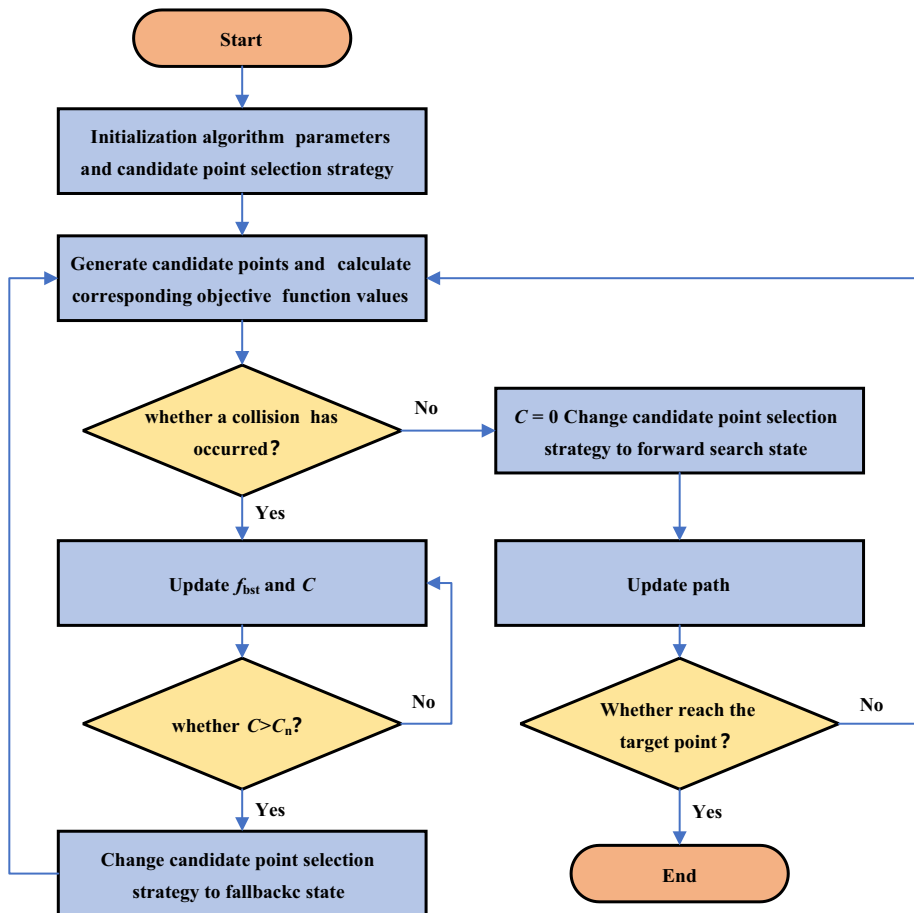 Start
Initialization algorithm parameters
and candidate point selection strategy
Generate candidate points and calculate
corresponding objective function values
whether a collision has
occurred?
No
C = 0 Change candidate point selection
strategy to forward search state
Yes
Update fbst and C
Update path
whether C>Cn?
No
Whether reach the
target point?
No
Yes
Yes
Change candidate point selection
strategy to fallbackc state
End